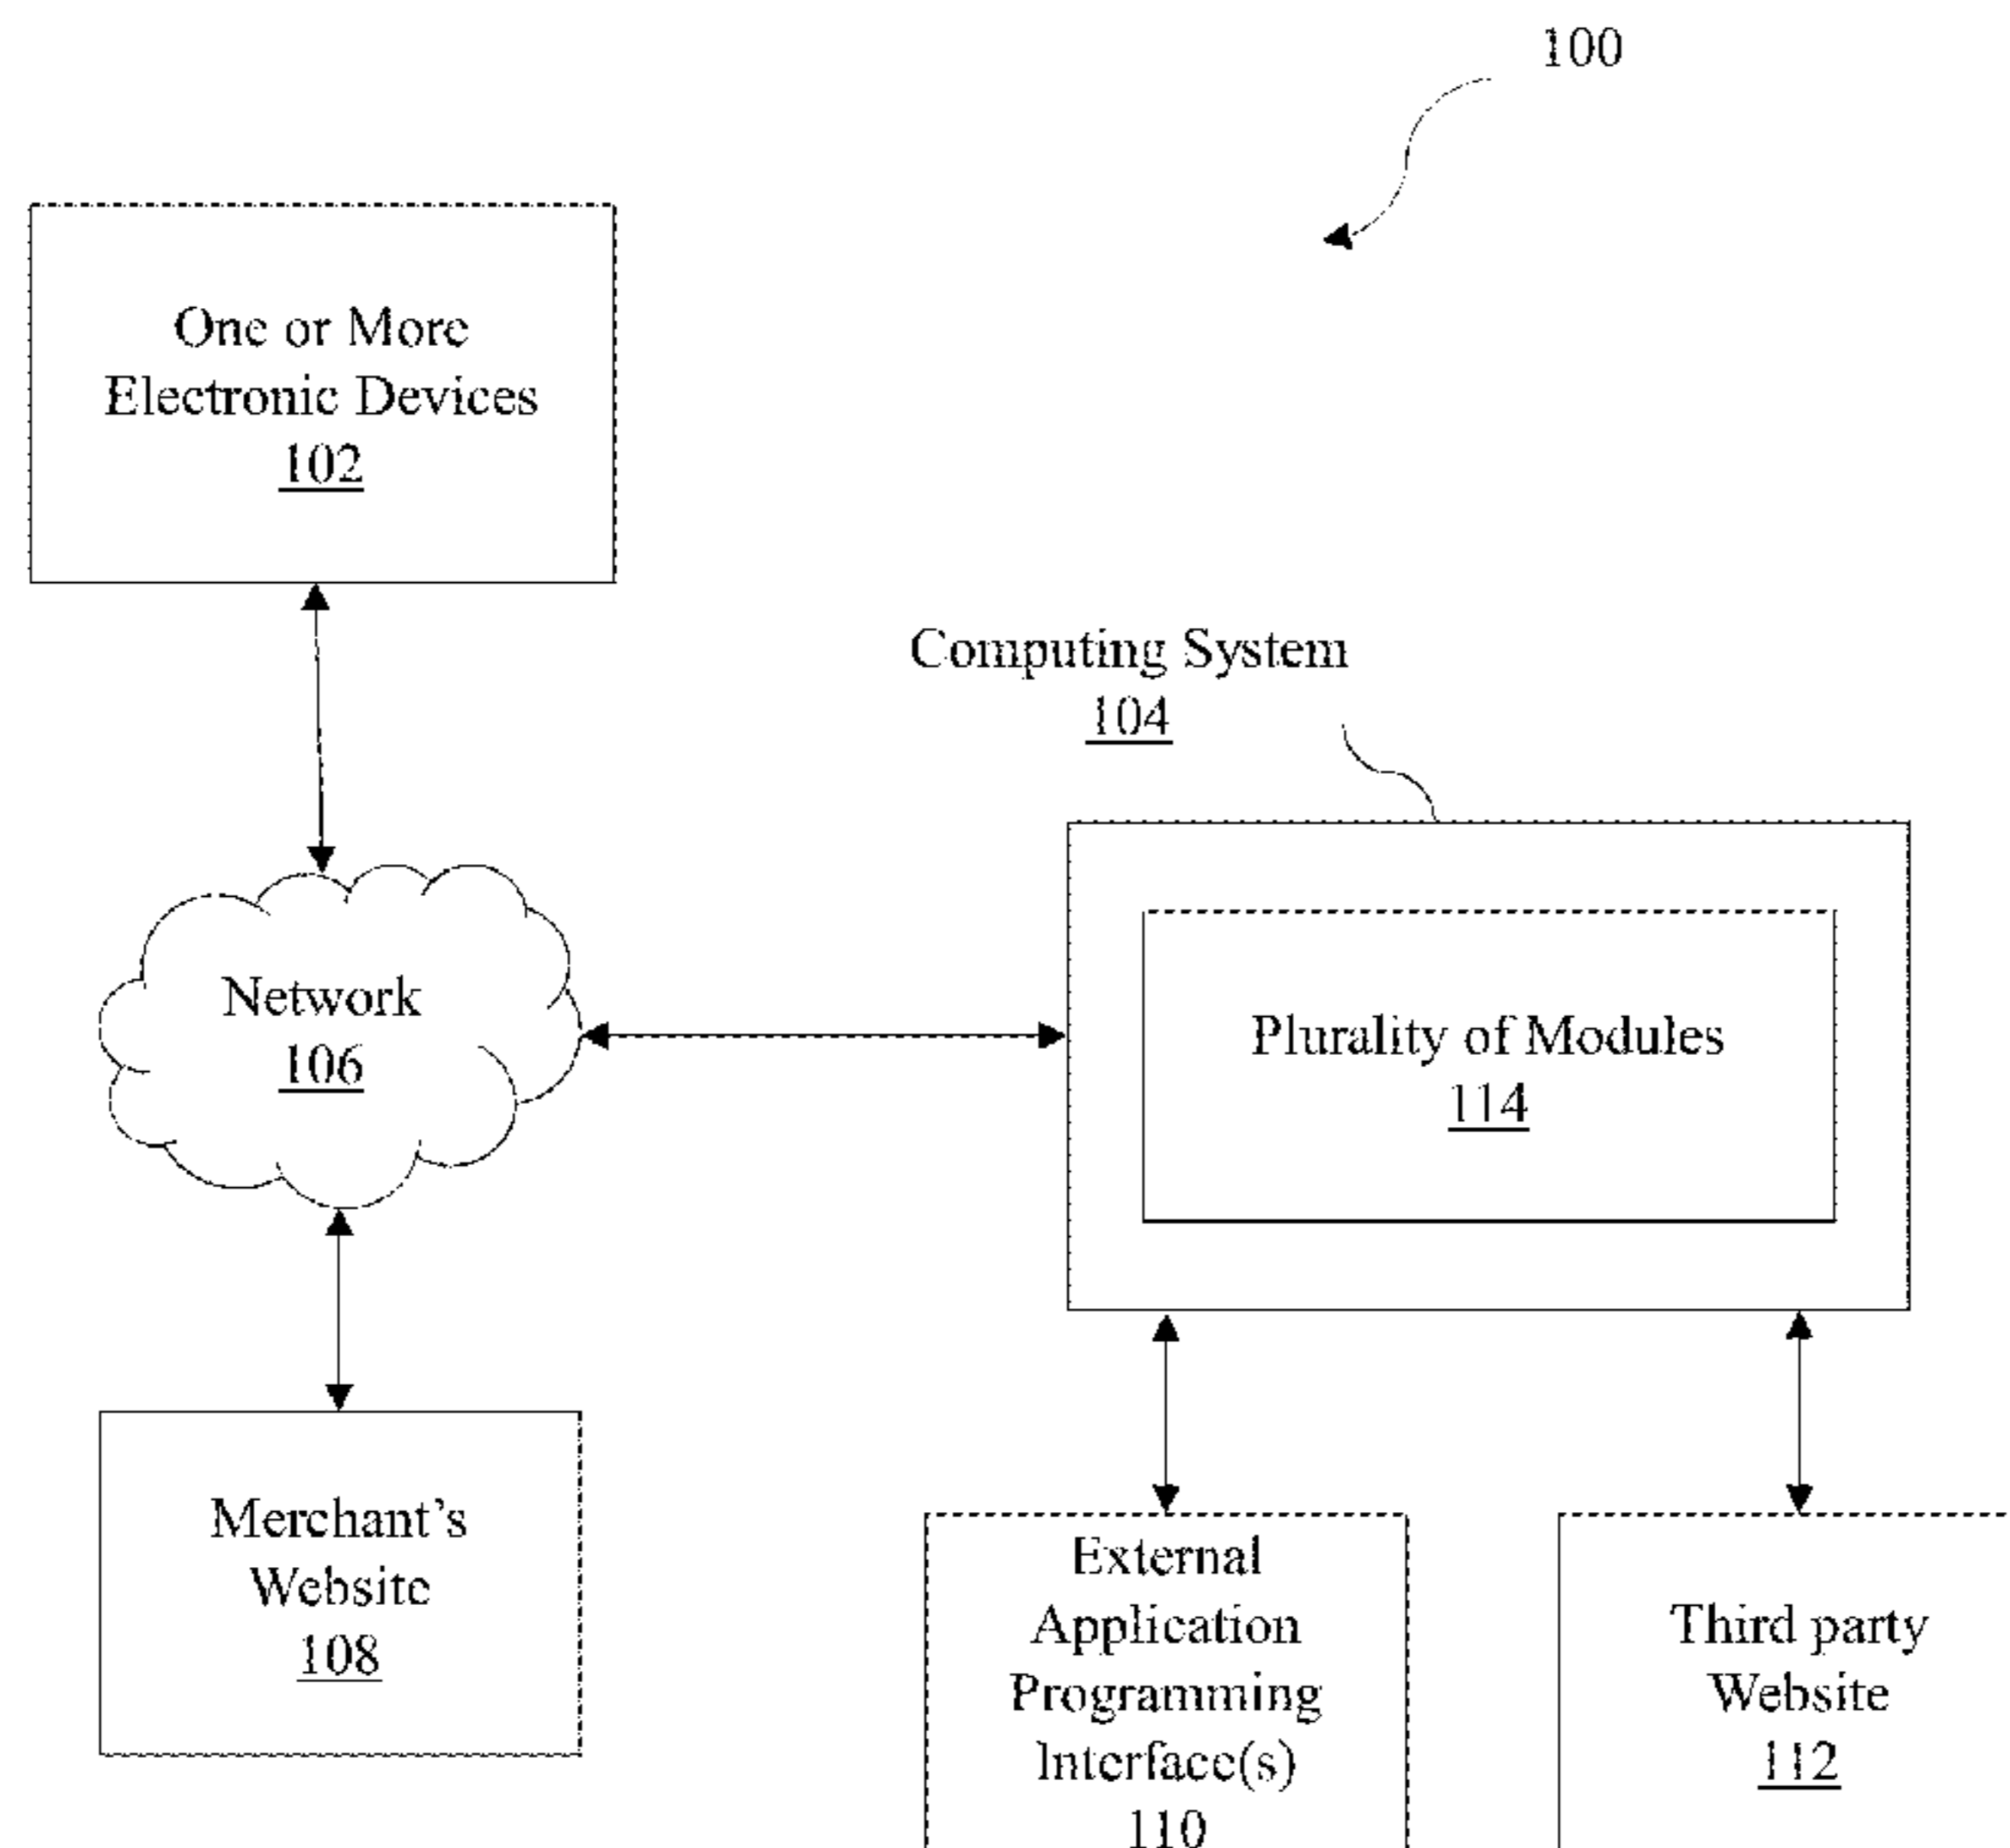 100
One or More
Electronic Devices
102
Computing System
104
Network
106
Plurality of Modules
114
Merchant's
Website
108
External
Application
Programming
Interface(s)
110
Third party
Website
112